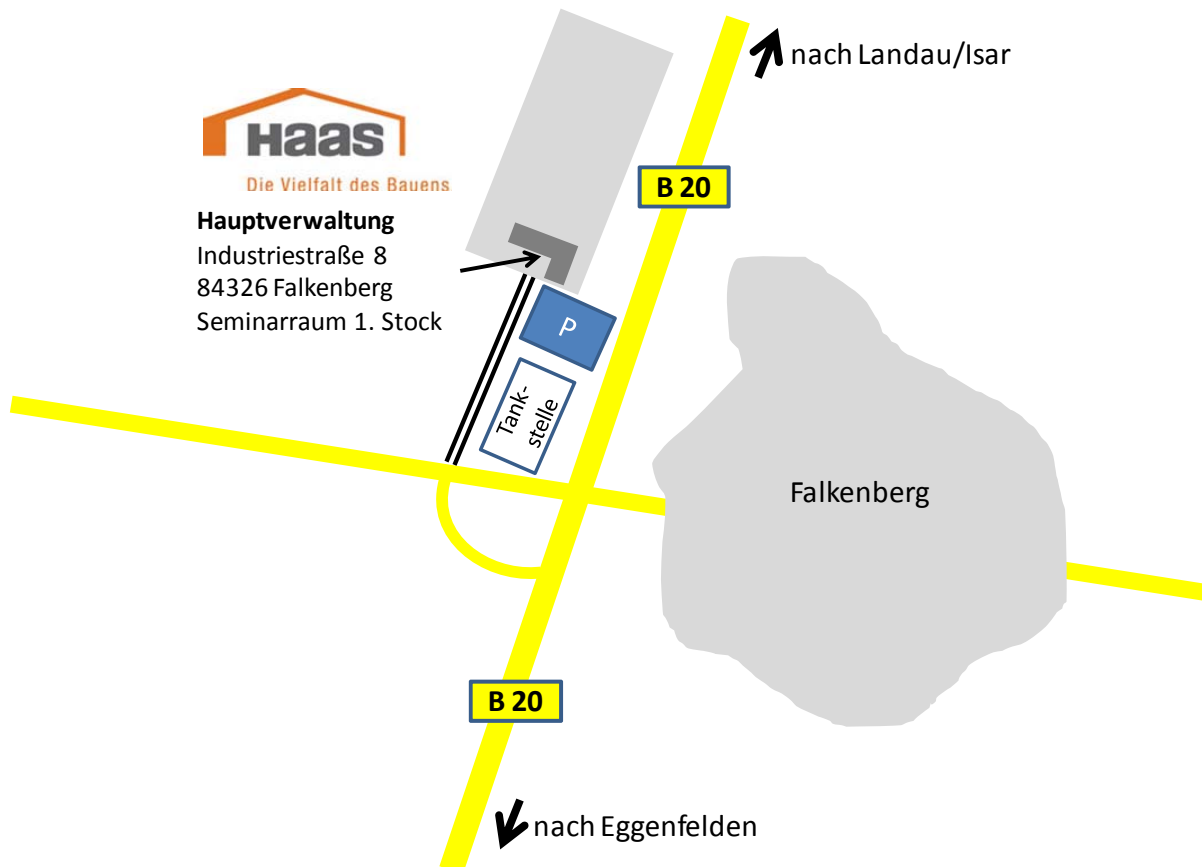 nach Landau/Isar
Haas
Die Vielfalt des Bauens
B 20
Hauptverwaltung
Industriestraße 8
84326 Falkenberg
Seminarraum 1. Stock
P
Tank-
stelle
Falkenberg
B 20
nach Eggenfelden